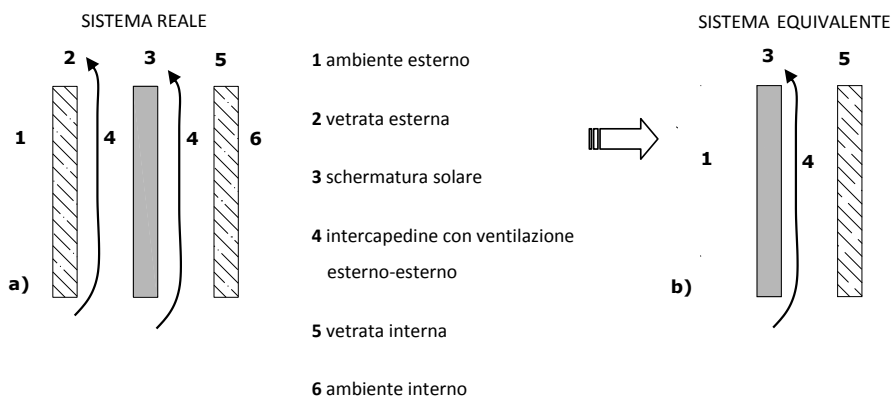 SISTEMA REALE
2 3 5
1 4 4 6
a)
1 ambiente esterno
2 vetrata esterna
3 schermatura solare
4 intercapedine con ventilazione
esterno-esterno
5 vetrata interna
6 ambiente interno
SISTEMA EQUIVALENTE
3 5
1 4
b)